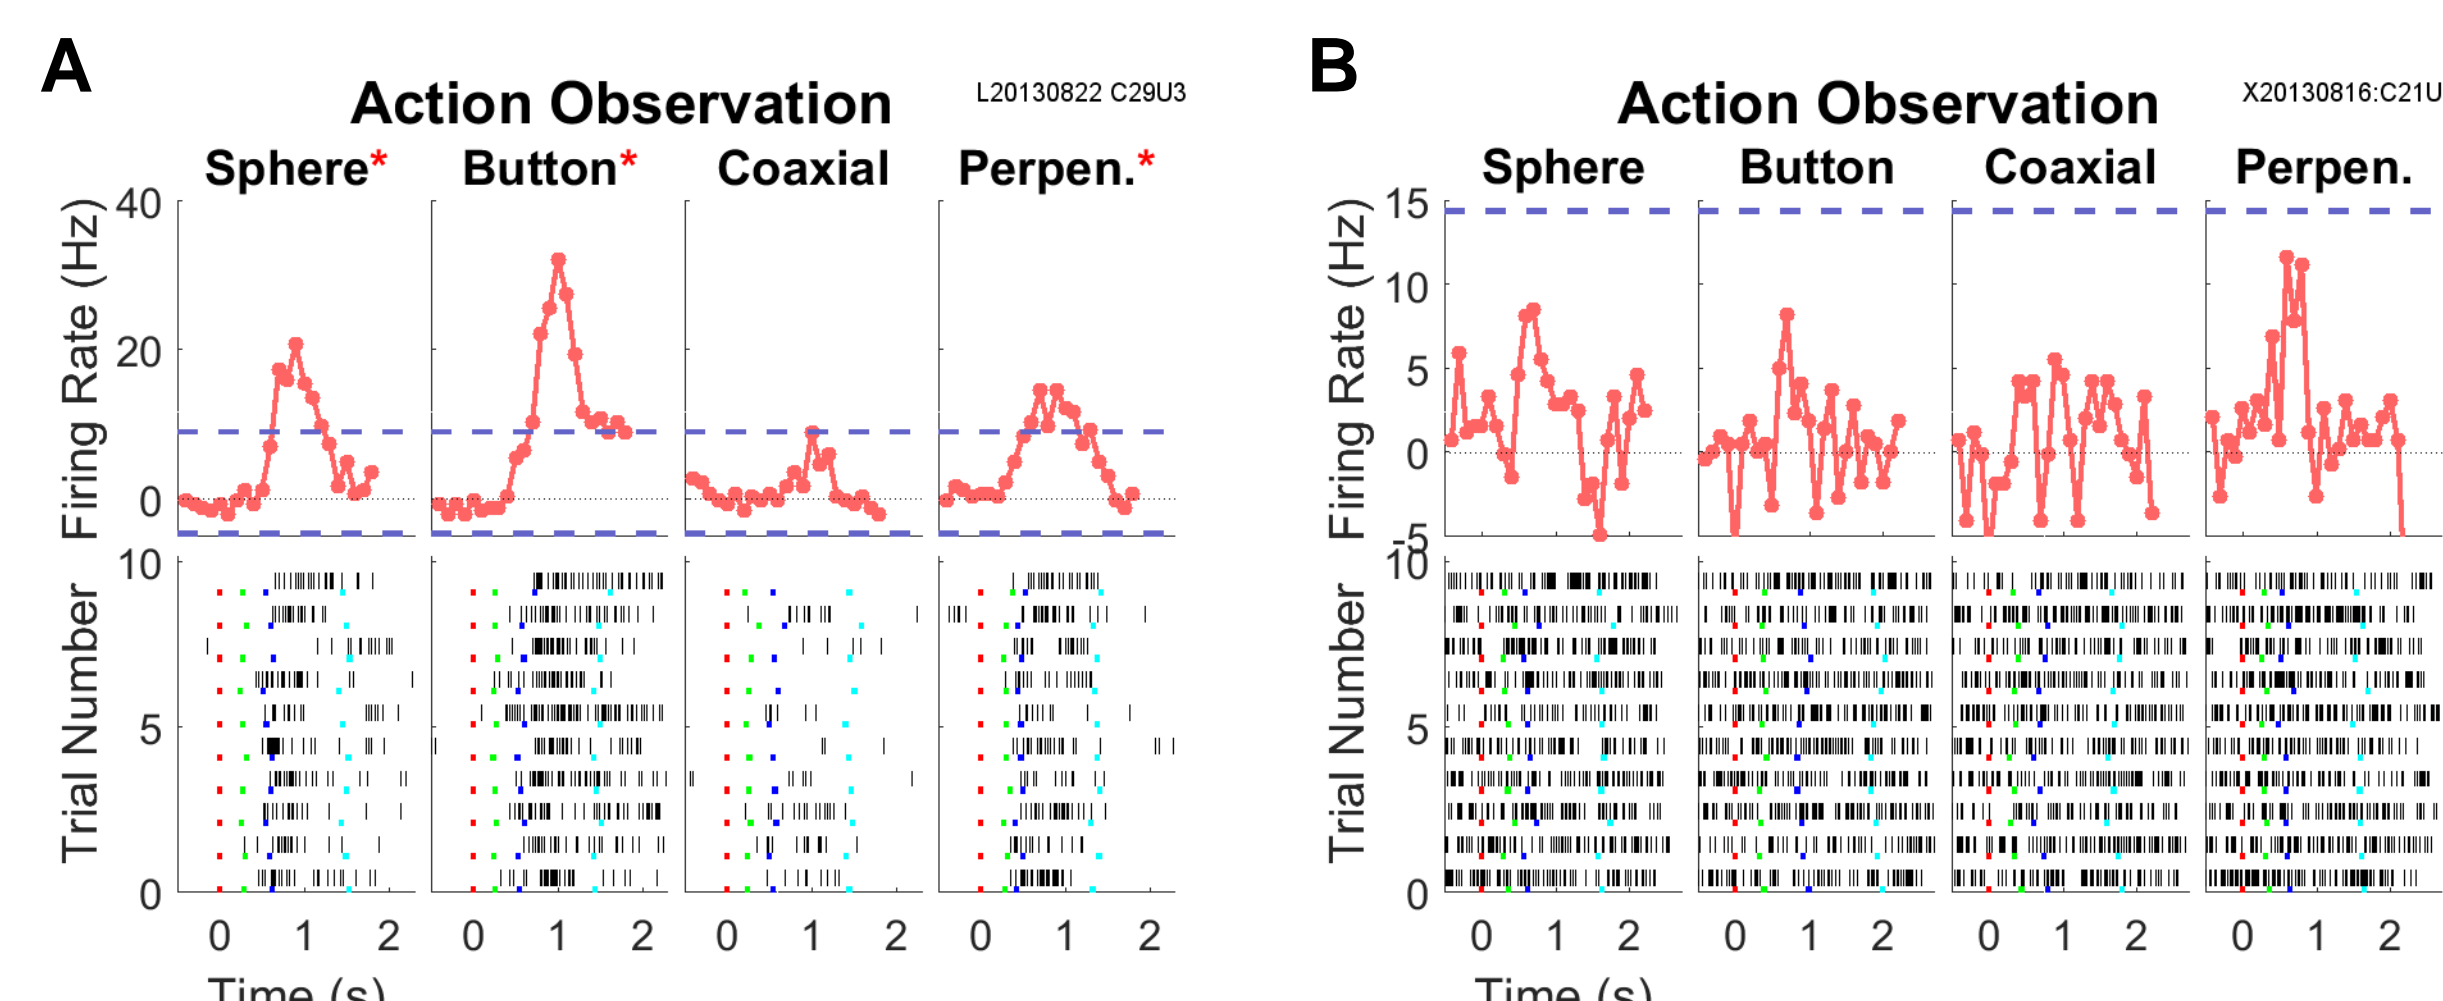 A
Action Observation
L20130822 C29U3
Sphere* Button* Coaxial Perpen.*
Firing Rate (Hz)
40
20
0
Trial Number
10
5
0
0 1 2 0 1 2 0 1 2 0 1 2
Time (s)
B
Action Observation
X20130816:C21U
Sphere Button Coaxial Perpen.
Firing Rate (Hz)
15
10
5
0
-5
Trial Number
10
5
0
0 1 2 0 1 2 0 1 2 0 1 2
Time (s)